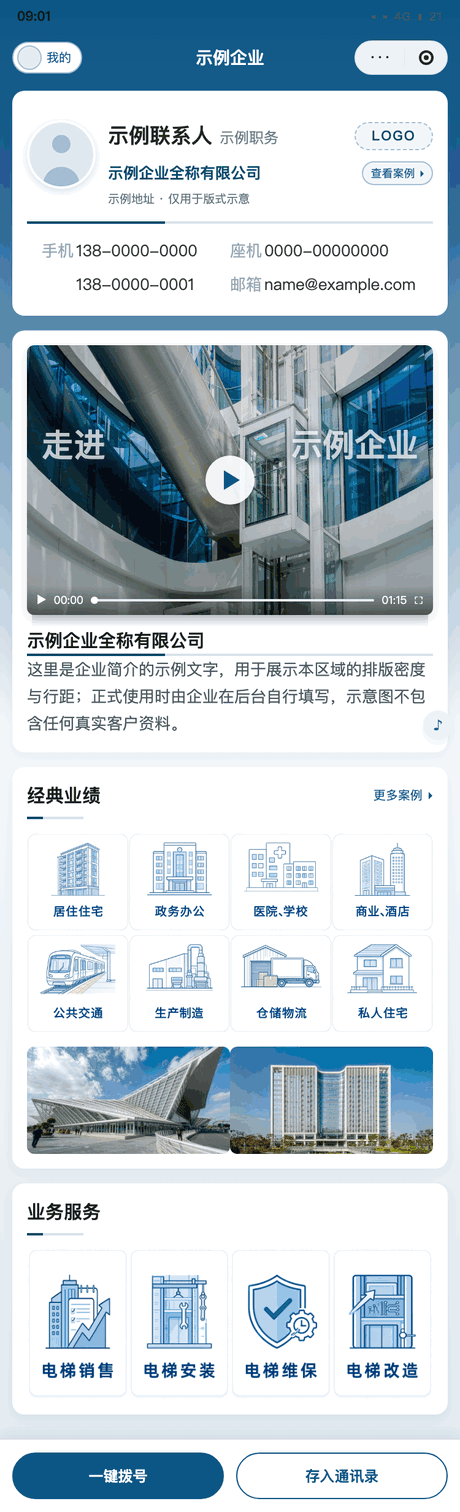 09:01
4G 21
我的
示例企业
示例联系人 示例职务
LOGO
示例企业全称有限公司
查看案例
示例地址 · 仅用于版式示意
手机 138-0000-0000
座机 0000-00000000
138-0000-0001
邮箱 name@example.com
走进
示例企业
00:00
01:15
示例企业全称有限公司
这里是企业简介的示例文字，用于展示本区域的排版密度
与行距；正式使用时由企业在后台自行填写，示意图不包
含任何真实客户资料。
经典业绩
更多案例
居住住宅
政务办公
医院、学校
商业、酒店
公共交通
生产制造
仓储物流
私人住宅
业务服务
电梯销售
电梯安装
电梯维保
电梯改造
一键拨号
存入通讯录